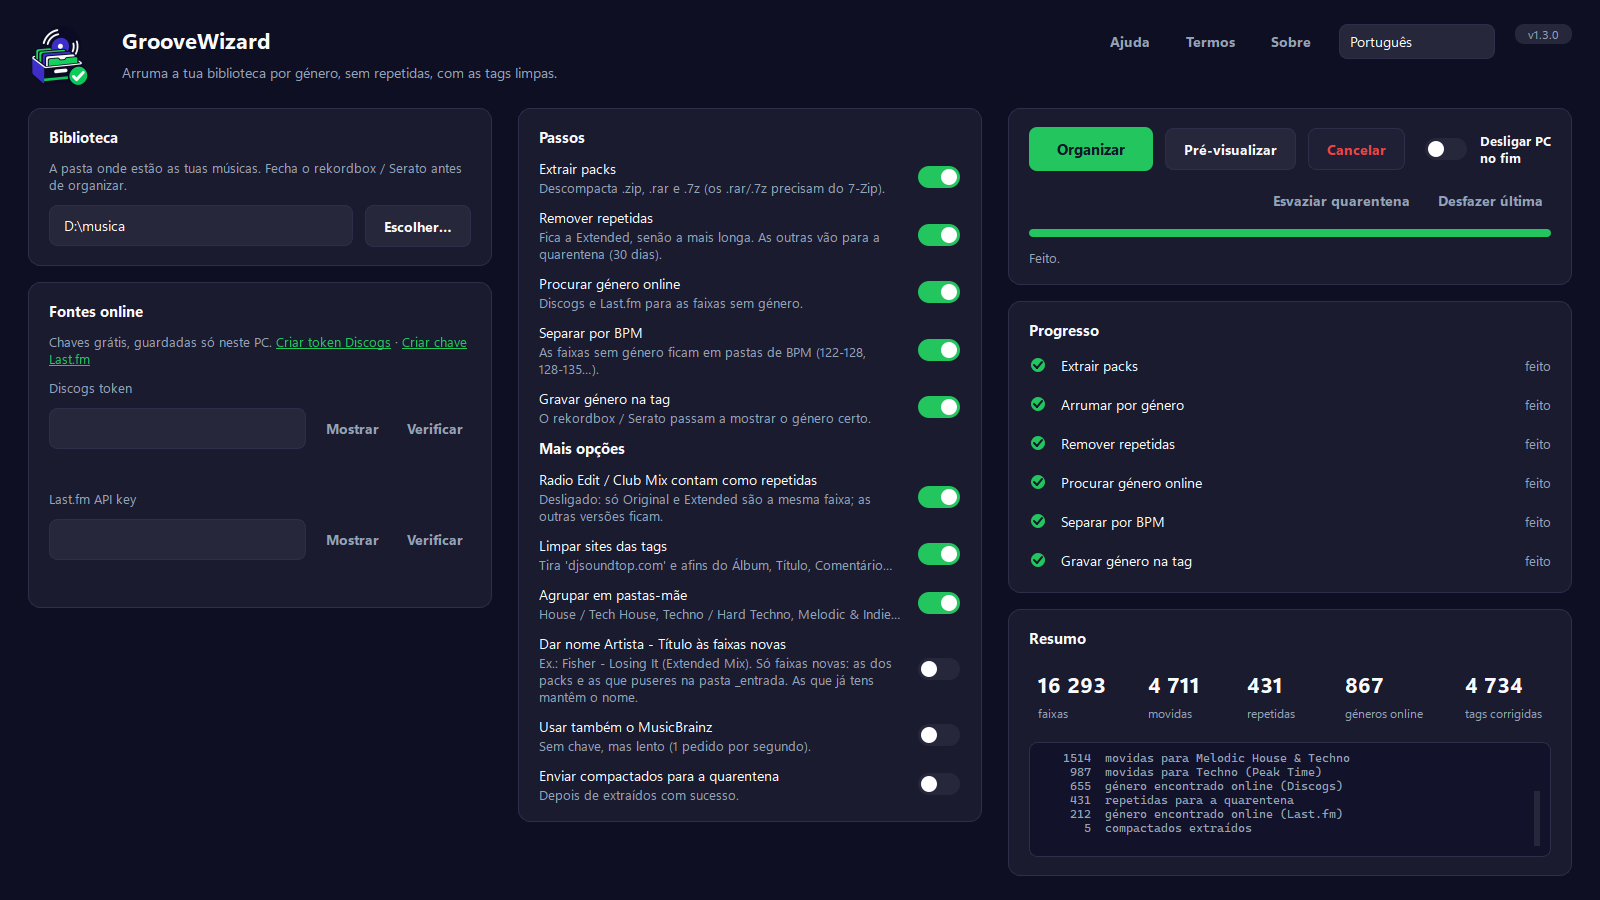 GrooveWizard
Arruma a tua biblioteca por género, sem repetidas, com as tags limpas.
Ajuda
Termos
Sobre
Português
v1.3.0
Biblioteca
A pasta onde estão as tuas músicas. Fecha o rekordbox / Serato antes
de organizar.
D:\musica
Escolher...
Fontes online
Chaves grátis, guardadas só neste PC. Criar token Discogs · Criar chave
Last.fm
Discogs token
Mostrar
Verificar
Last.fm API key
Mostrar
Verificar
Passos
Extrair packs
Descompacta .zip, .rar e .7z (os .rar/.7z precisam do 7-Zip).
Remover repetidas
Fica a Extended, senão a mais longa. As outras vão para a
quarentena (30 dias).
Procurar género online
Discogs e Last.fm para as faixas sem género.
Separar por BPM
As faixas sem género ficam em pastas de BPM (122-128,
128-135...).
Gravar género na tag
O rekordbox / Serato passam a mostrar o género certo.
Mais opções
Radio Edit / Club Mix contam como repetidas
Desligado: só Original e Extended são a mesma faixa; as
outras versões ficam.
Limpar sites das tags
Tira 'djsoundtop.com' e afins do Álbum, Título, Comentário...
Agrupar em pastas-mãe
House / Tech House, Techno / Hard Techno, Melodic & Indie...
Dar nome Artista - Título às faixas novas
Ex.: Fisher - Losing It (Extended Mix). Só faixas novas: as dos
packs e as que puseres na pasta _entrada. As que já tens
mantêm o nome.
Usar também o MusicBrainz
Sem chave, mas lento (1 pedido por segundo).
Enviar compactados para a quarentena
Depois de extraídos com sucesso.
Organizar
Pré-visualizar
Cancelar
Desligar PC
no fim
Esvaziar quarentena
Desfazer última
Feito.
Progresso
Extrair packs feito
Arrumar por género feito
Remover repetidas feito
Procurar género online feito
Separar por BPM feito
Gravar género na tag feito
Resumo
16 293 4 711 431 867 4 734
faixas movidas repetidas géneros online tags corrigidas
1514 movidas para Melodic House & Techno
987 movidas para Techno (Peak Time)
655 género encontrado online (Discogs)
431 repetidas para a quarentena
212 género encontrado online (Last.fm)
5 compactados extraídos